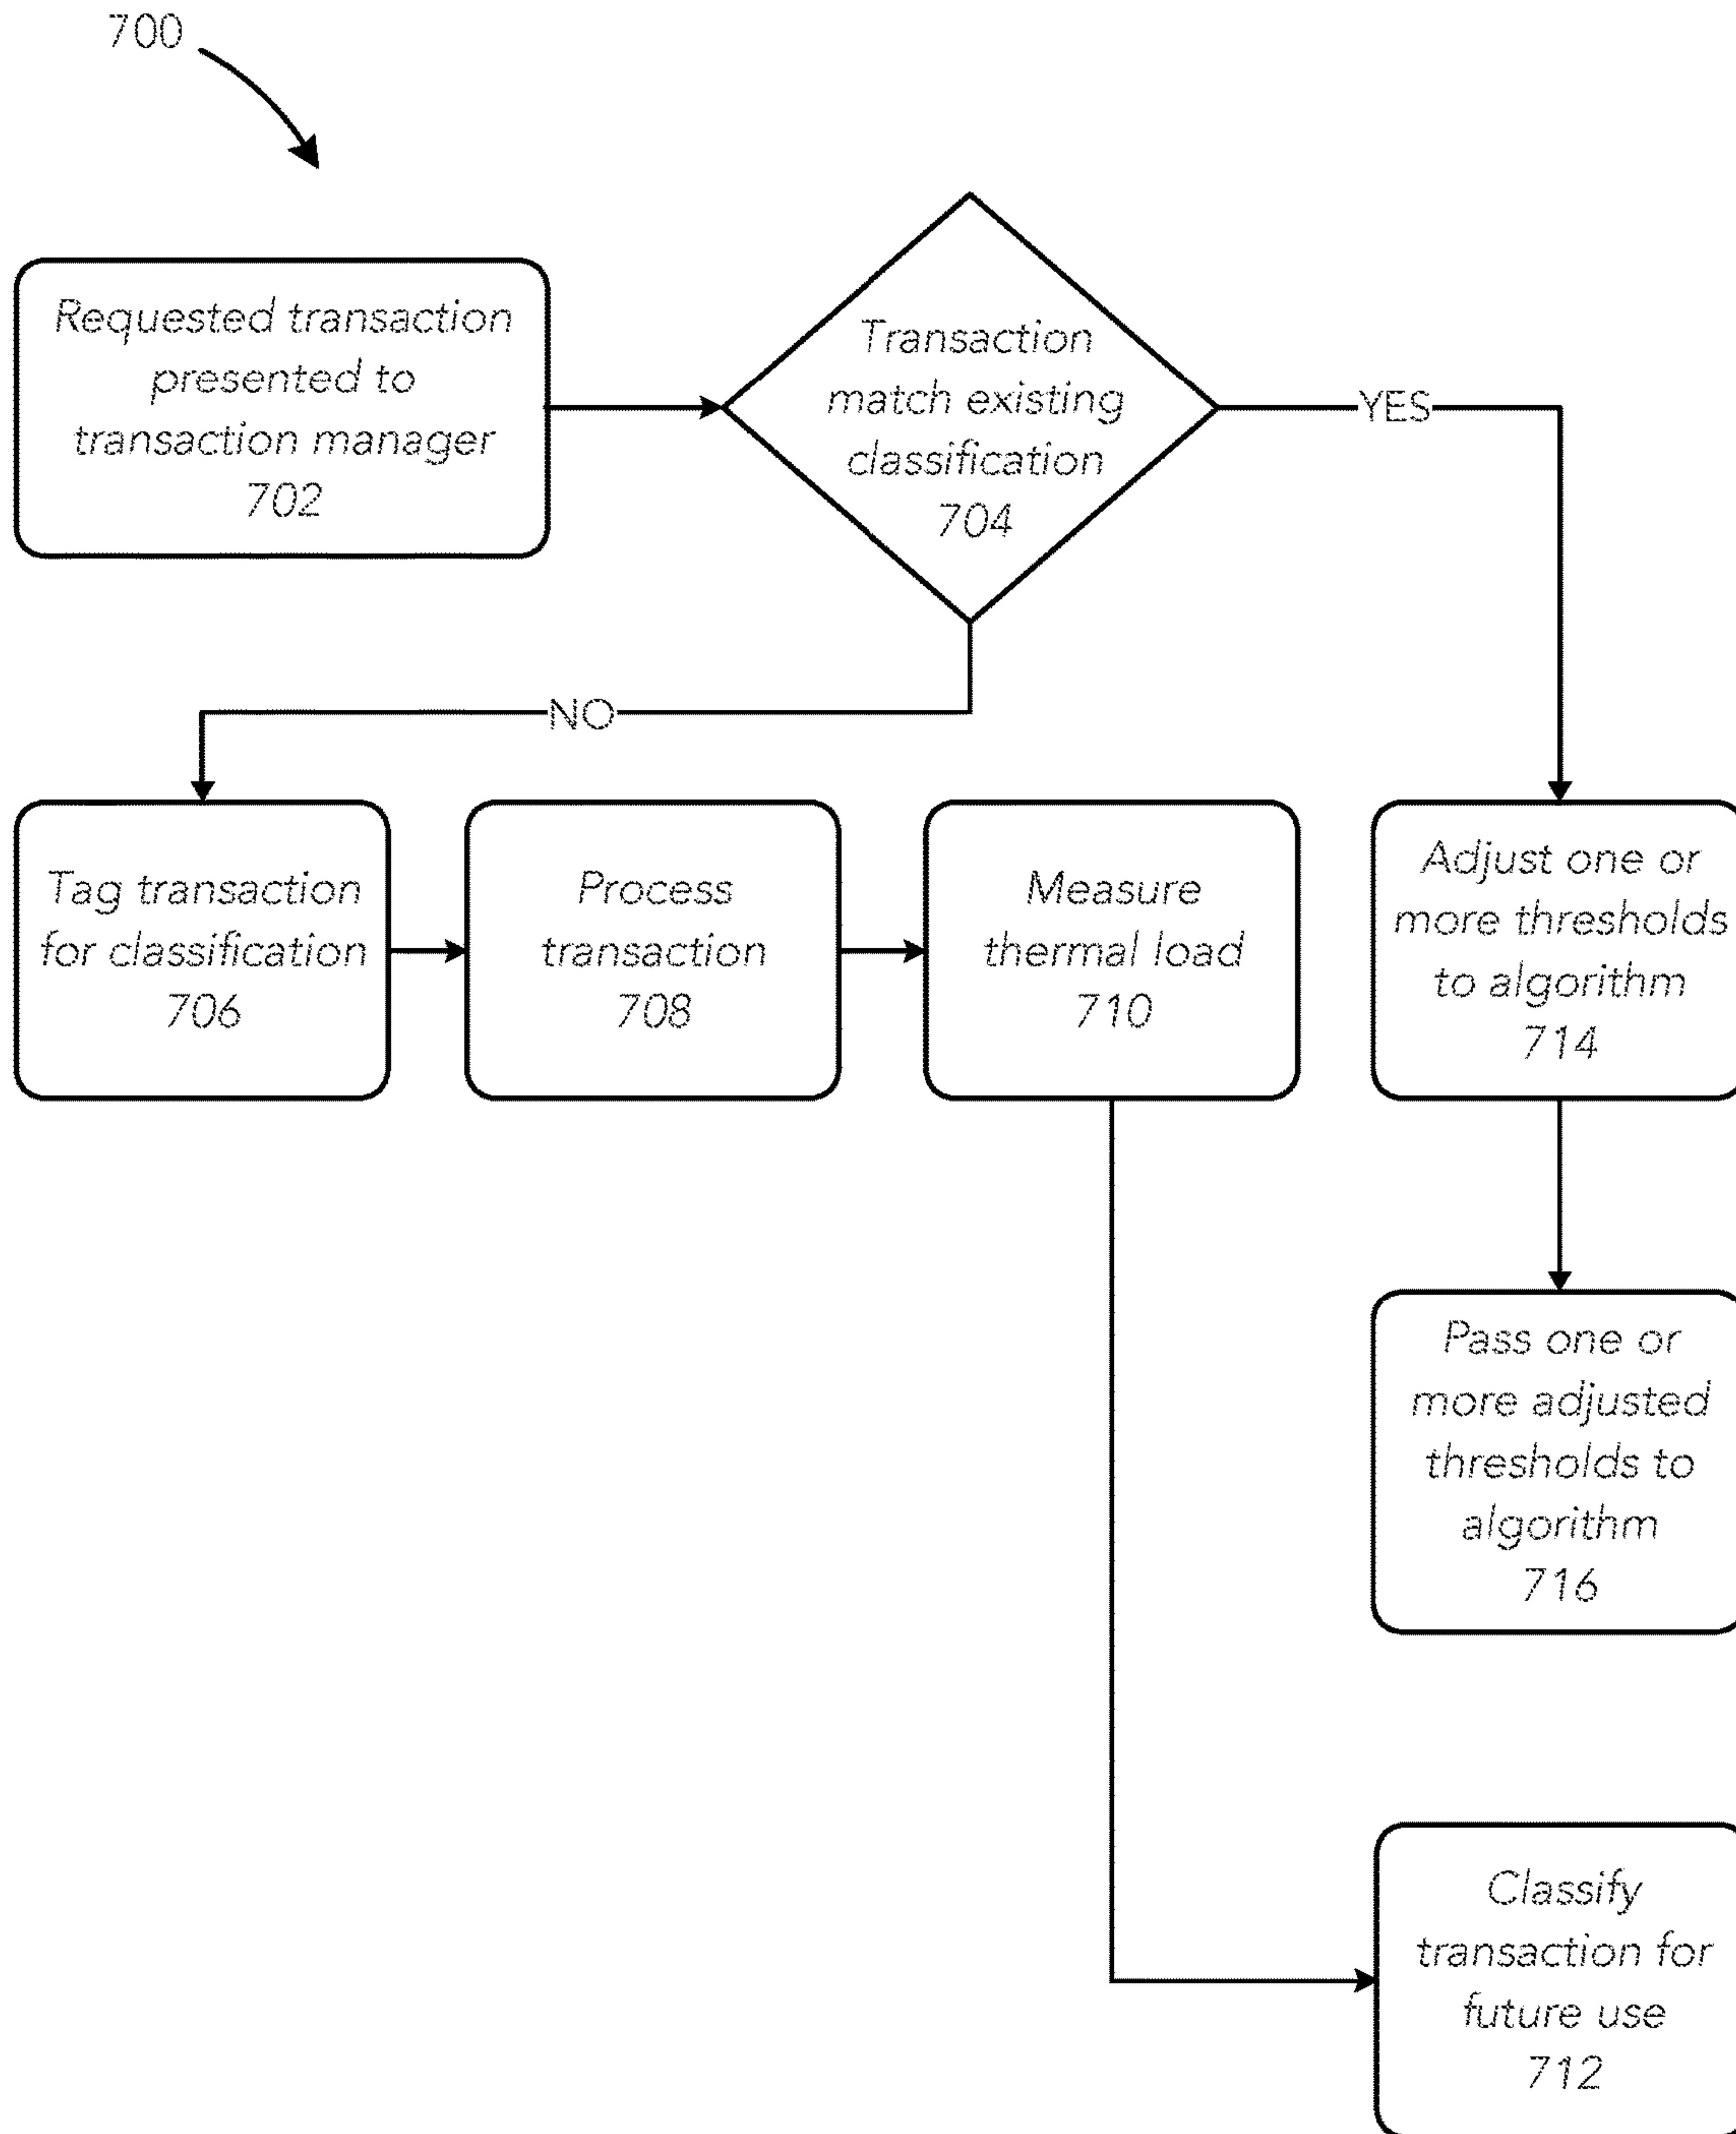 700
Requested transaction
presented to
transaction manager
702
Transaction
match existing
classification
704
YES
NO
Tag transaction
for classification
706
Process
transaction
708
Measure
thermal load
710
Adjust one or
more thresholds
to algorithm
714
Pass one or
more adjusted
thresholds to
algorithm
716
Classify
transaction for
future use
712